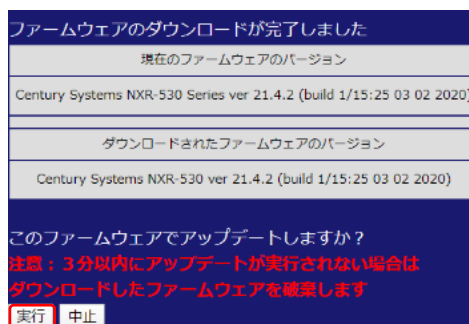 ファームウェアのダウンロードが完了しました
現在のファームウェアのバージョン
Century Systems NXR-530 Series ver 21.4.2 (build 1/15:25 03 02 2020)
ダウンロードされたファームウェアのバージョン
Century Systems NXR-530 ver 21.4.2 (build 1/15:25 03 02 2020)
このファームウェアでアップデートしますか？
注意：３分以内にアップデートが実行されない場合は
ダウンロードしたファームウェアを破棄します
実行 中止